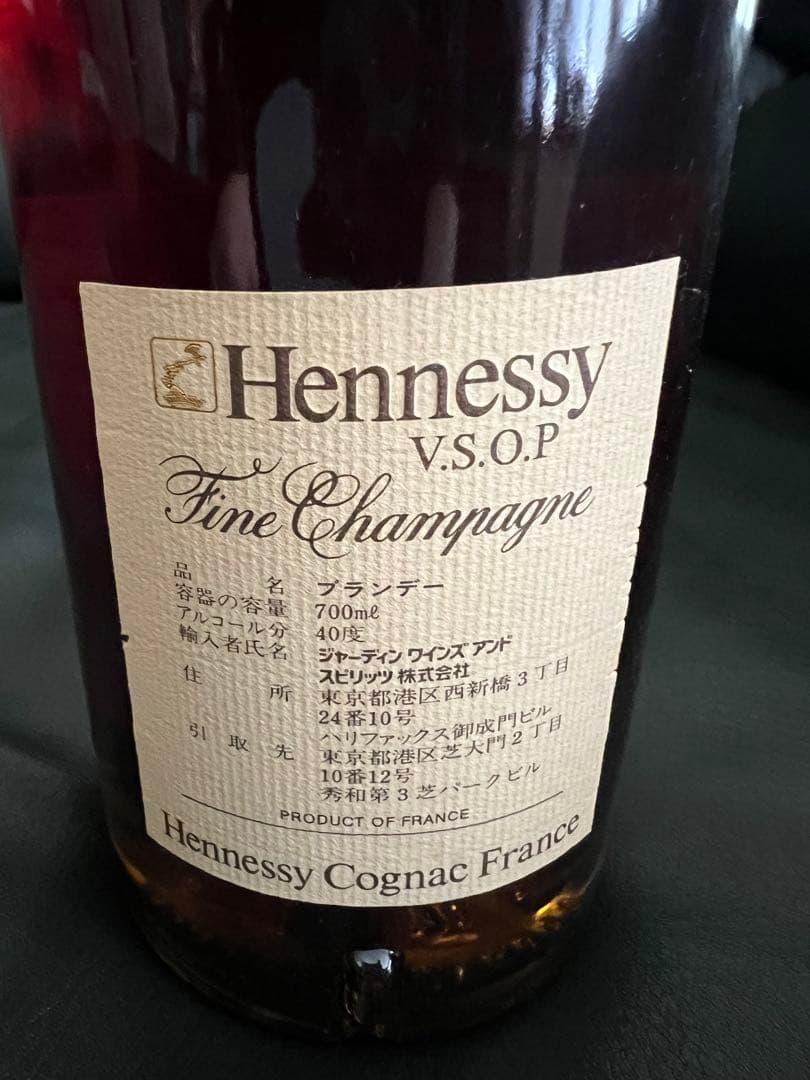 Hennessy
V.S.O.P
Fine Champagne
品名 ブランデー
容器の容量 700mℓ
アルコール分 40度
輸入者氏名 ジャーディン ワインズ アンド
スピリッツ 株式会社
住所 東京都港区西新橋3丁目
24番10号
ハリファックス御成門ビル
引取先 東京都港区芝大門2丁目
10番12号
秀和第3芝パークビル
PRODUCT OF FRANCE
Hennessy Cognac France